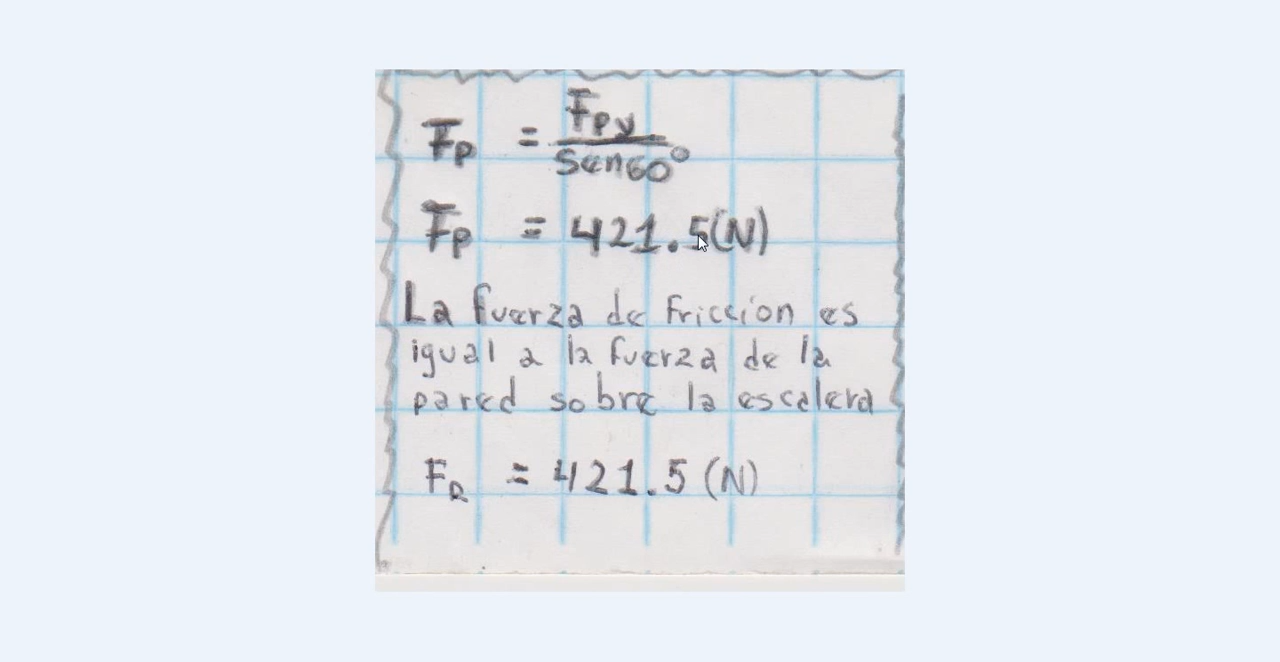 Fp = Fpy
Sen60°
Fp = 421.5(N)
La fuerza de friccion es
igual a la fuerza de la
pared sobre la escalera
FR = 421.5 (N)